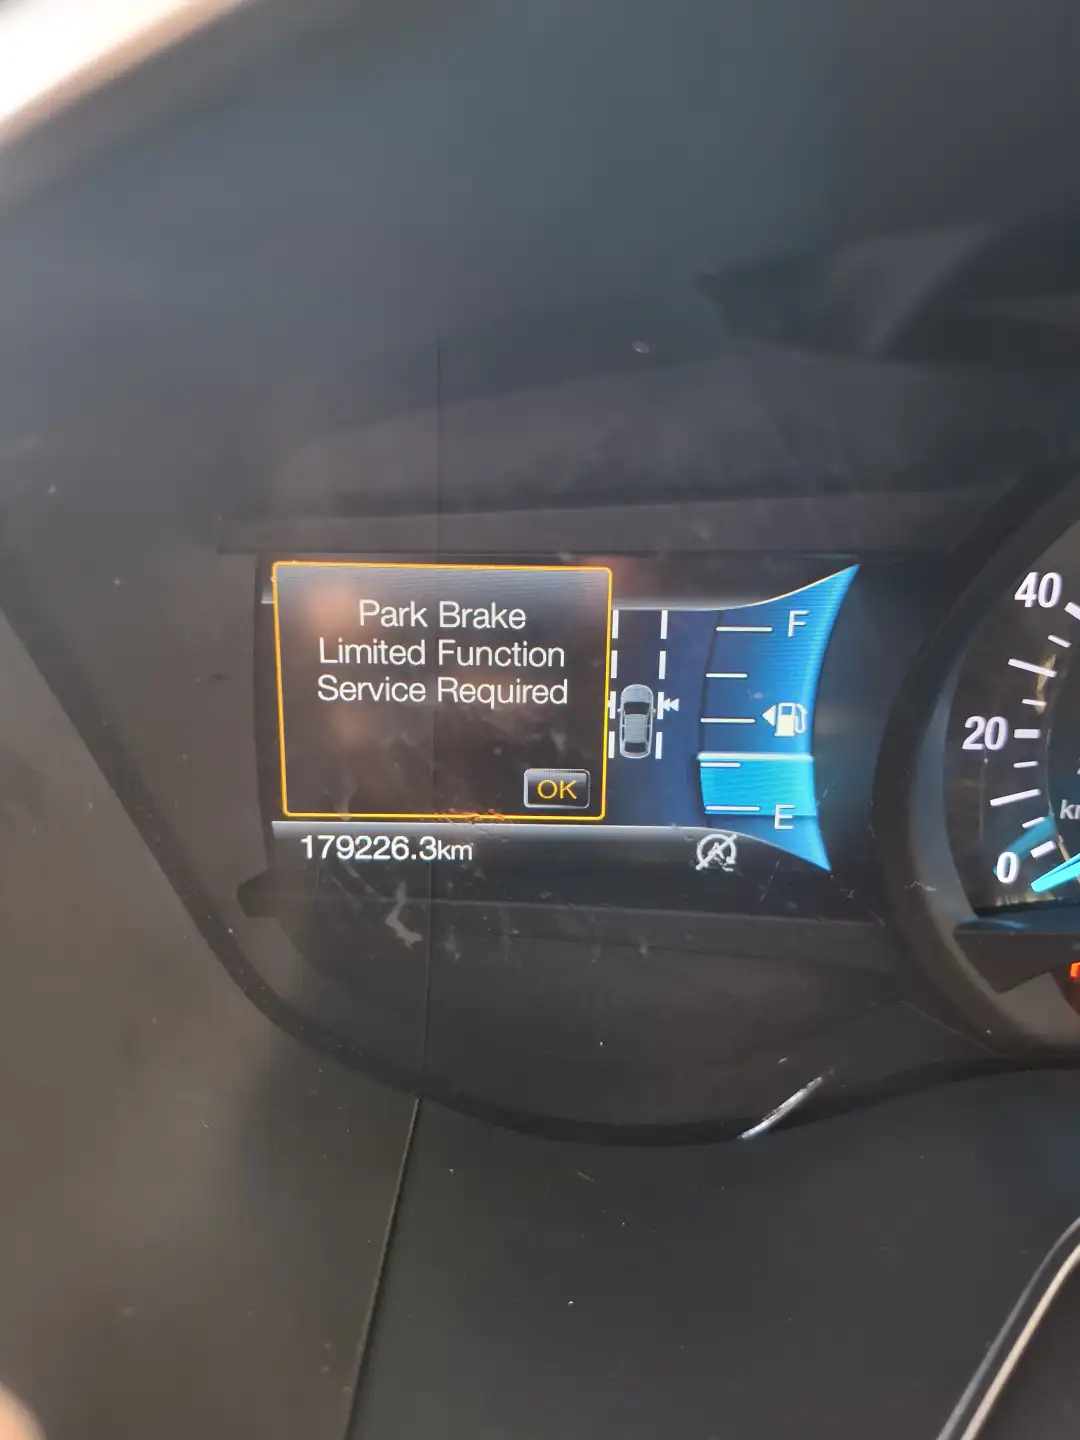 Park Brake
Limited Function
Service Required
OK
F
E
179226.3km
40
20
0